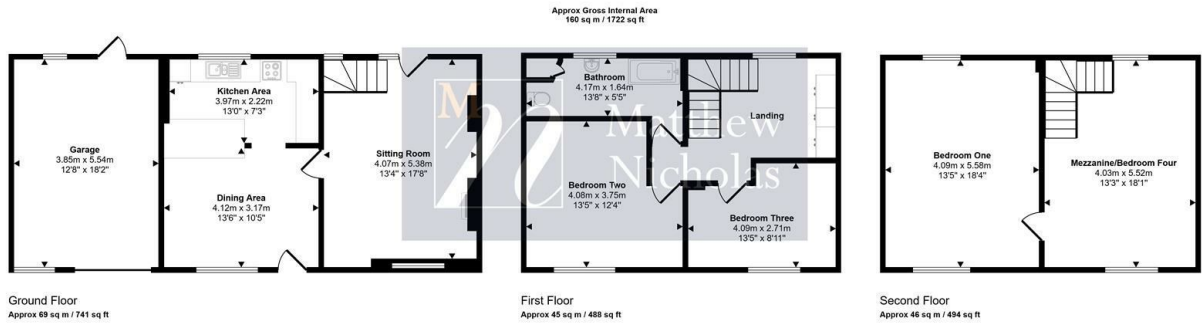 Approx Gross Internal Area
160 sq m / 1722 sq ft
Garage
3.85m x 5.54m
12'8" x 18'2"
Kitchen Area
3.97m x 2.22m
13'0" x 7'3"
Dining Area
4.12m x 3.17m
13'6" x 10'5"
Sitting Room
4.07m x 5.38m
13'4" x 17'8"
Ground Floor
Approx 69 sq m / 741 sq ft
Bathroom
4.17m x 1.64m
13'8" x 5'5"
Landing
Bedroom Two
4.08m x 3.75m
13'5" x 12'4"
Bedroom Three
4.09m x 2.71m
13'5" x 8'11"
M
n
Matthew
Nicholas
First Floor
Approx 45 sq m / 488 sq ft
Bedroom One
4.09m x 5.58m
13'5" x 18'4"
Mezzanine/Bedroom Four
4.03m x 5.52m
13'3" x 18'1"
Second Floor
Approx 46 sq m / 494 sq ft